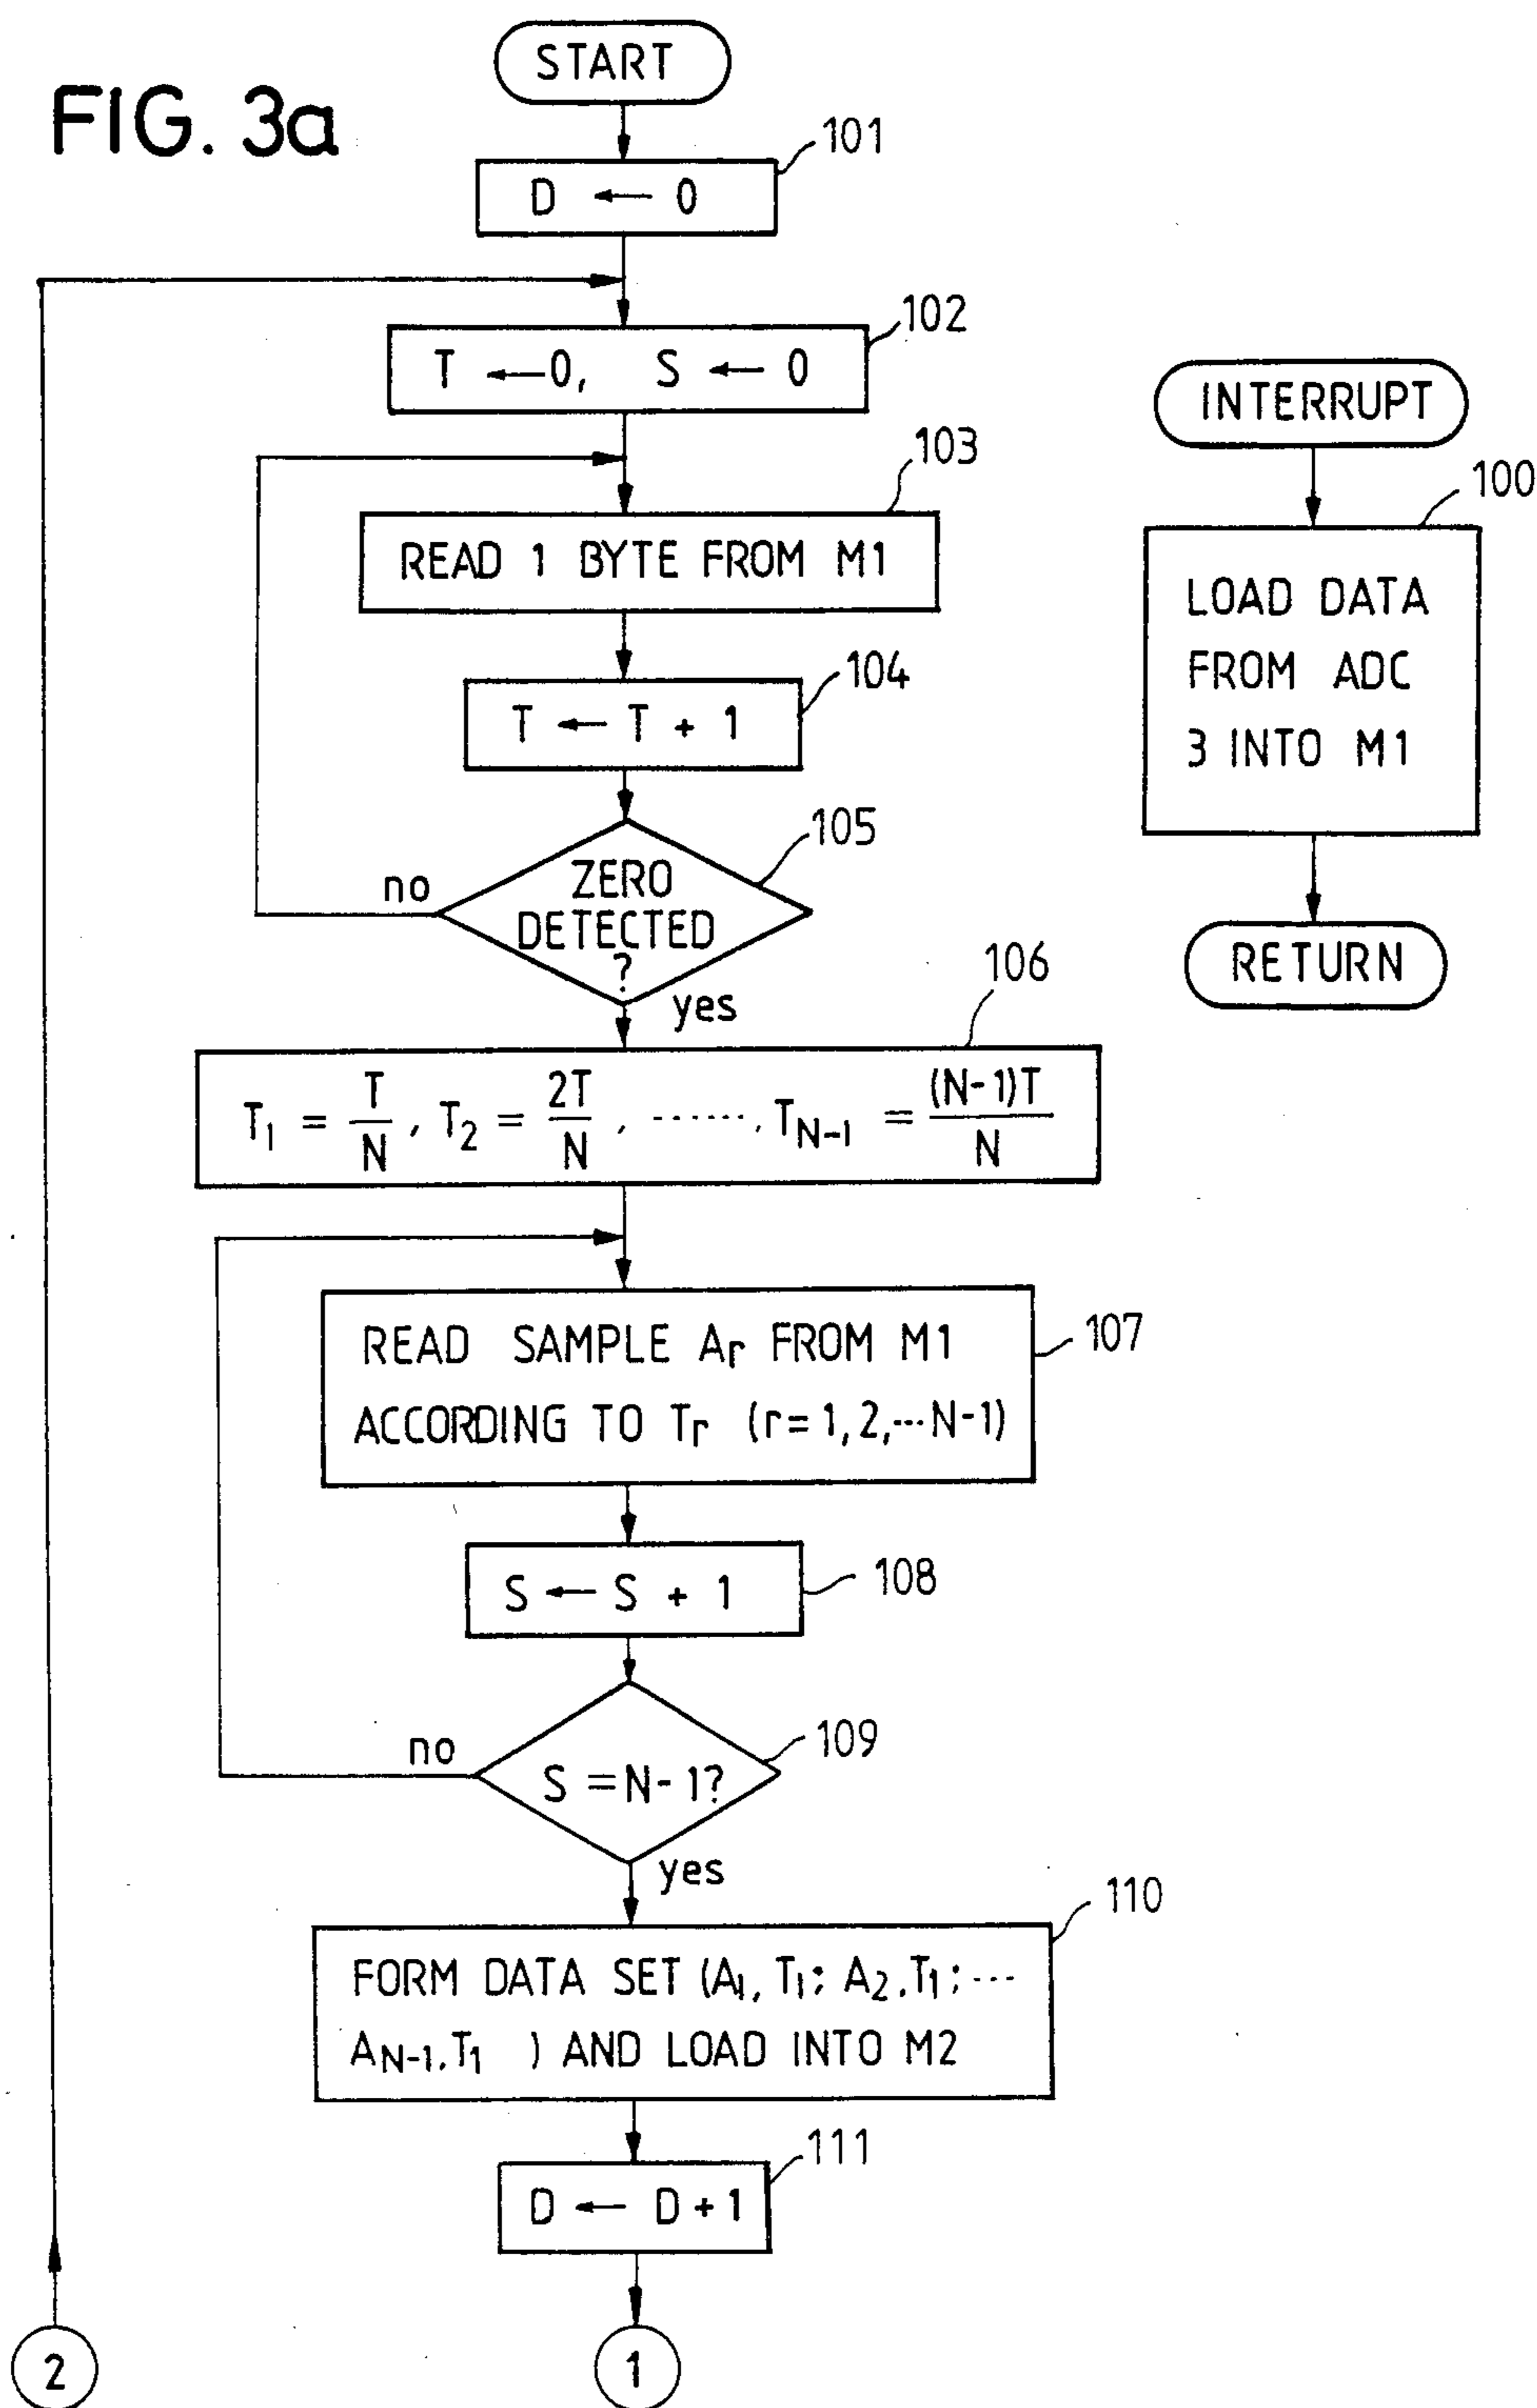 FIG. 3a
START
101
D ← 0
102
T ← 0, S ← 0
103
READ 1 BYTE FROM M1
104
T ← T + 1
105
ZERO
DETECTED
?
no
yes
106
T1 = T/N, T2 = 2T/N, ······, TN-1 = (N-1)T/N
107
READ SAMPLE Ar FROM M1
ACCORDING TO Tr (r= 1, 2, ··· N-1)
108
S ← S + 1
109
S = N-1?
no
yes
110
FORM DATA SET (A1, T1; A2, T1; ---
AN-1, T1 ) AND LOAD INTO M2
111
D ← D + 1
1
2
INTERRUPT
100
LOAD DATA
FROM ADC
3 INTO M1
RETURN